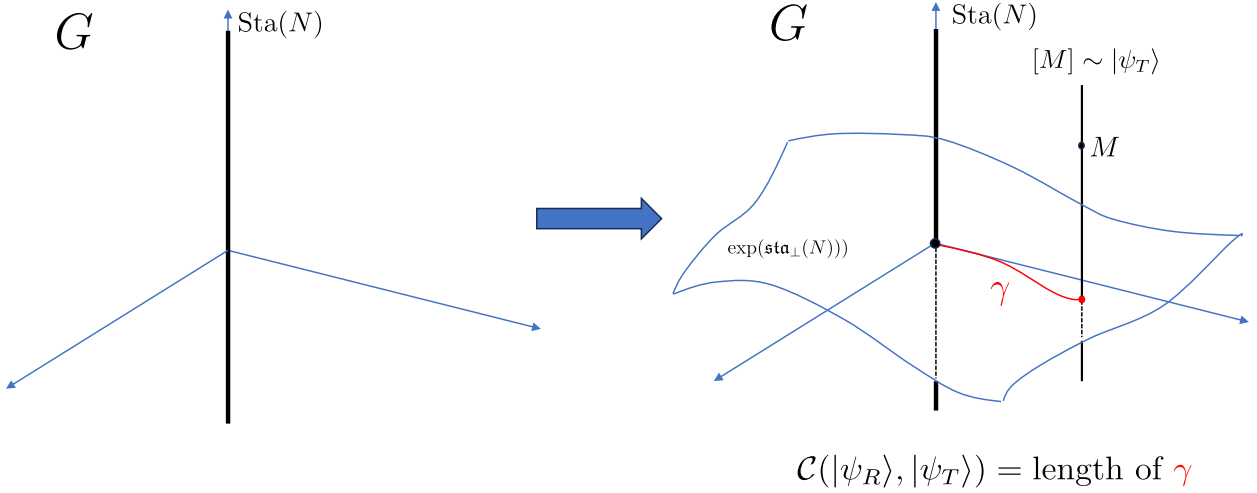 G
Sta(N)
G
Sta(N)
[M] ∼ |ψ_T⟩
M
exp(𝔰𝔱𝔞_⊥(N)))
γ
𝒞(|ψ_R⟩, |ψ_T⟩) = length of γ